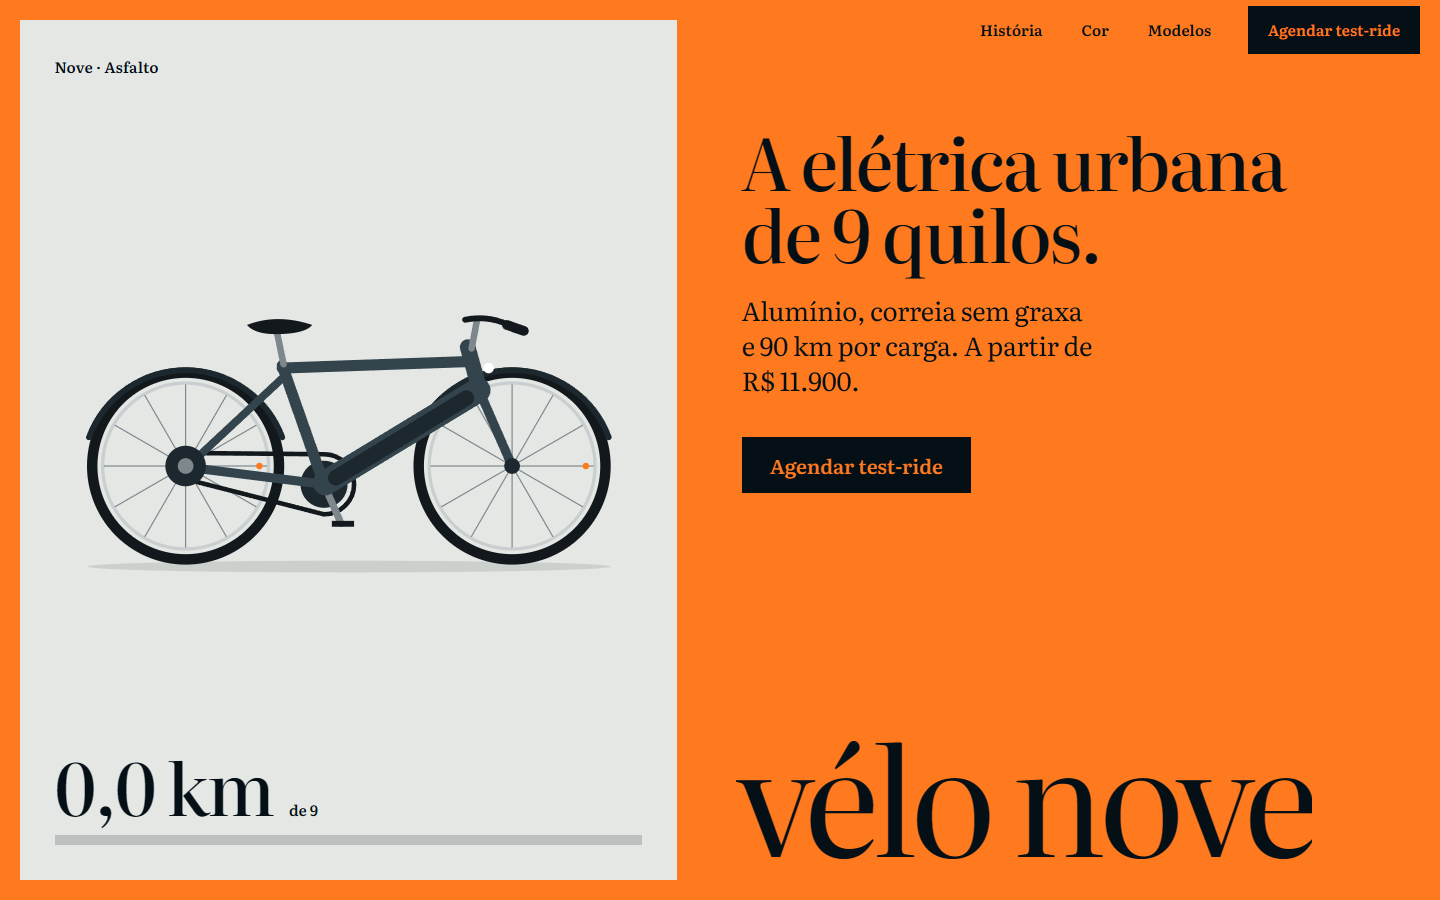 História
Cor
Modelos
Agendar test-ride
Nove · Asfalto
A elétrica urbana
de 9 quilos.
Alumínio, correia sem graxa
e 90 km por carga. A partir de
R$ 11.900.
Agendar test-ride
0,0 km de 9
vélo nove